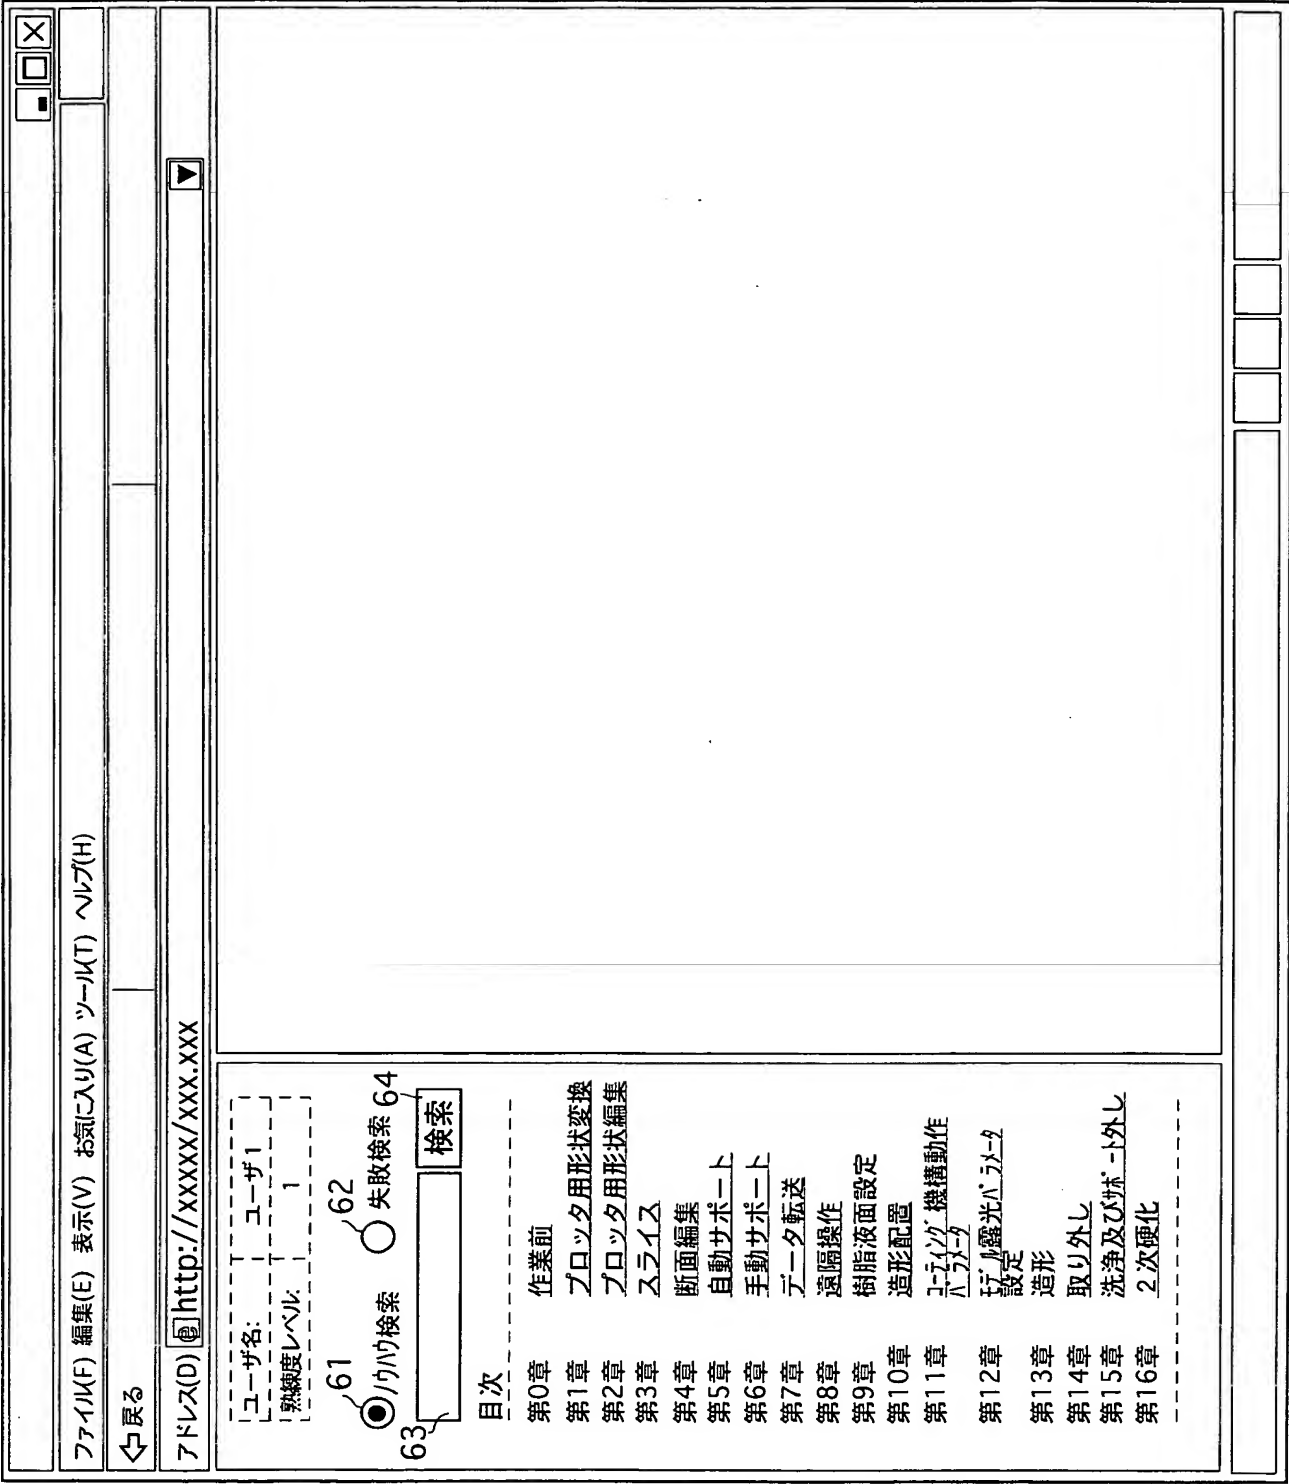 ファイル(F) 編集(E) 表示(V) お気に入り(A) ツール(T) ヘルプ(H)
戻る
アドレス(D) http://xxxxx/xxx.xxx
ユーザ名: ユーザ1
熟練度レベル: 1
61 62
ノウハウ検索 失敗検索
63 検索 64
目次
第0章 作業前
第1章 プロッタ用形状変換
第2章 プロッタ用形状編集
第3章 スライス
第4章 断面編集
第5章 自動サポート
第6章 手動サポート
第7章 データ転送
第8章 遠隔操作
第9章 樹脂液面設定
第10章 造形配置
第11章 ｺｰﾃｨﾝｸﾞ機構動作
ﾊﾟﾗﾒｰﾀ
第12章 ﾓﾃﾞﾙ露光ﾊﾟﾗﾒｰﾀ
設定
第13章 造形
第14章 取り外し
第15章 洗浄及びｻﾎﾟｰﾄ外し
第16章 2次硬化